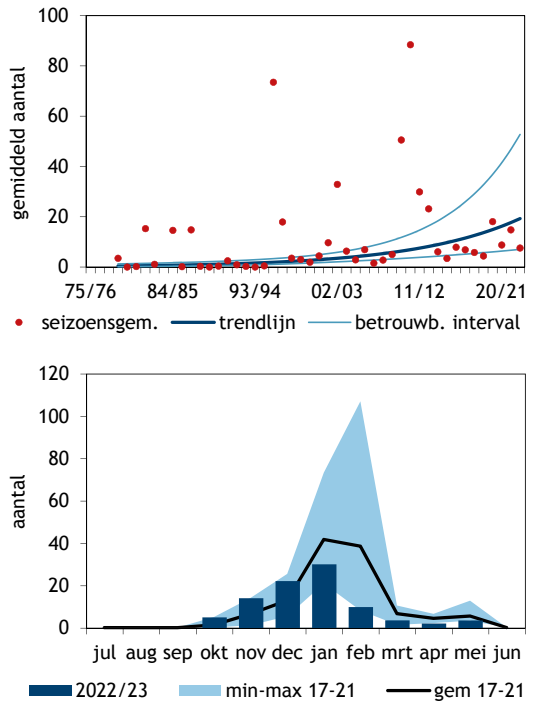 gemiddeld aantal
100
80
60
40
20
0
75/76 84/85 93/94 02/03 11/12 20/21
seizoensgem. trendlijn betrouwb. interval
aantal
120
100
80
60
40
20
0
jul aug sep okt nov dec jan feb mrt apr mei jun
2022/23 min-max 17-21 gem 17-21